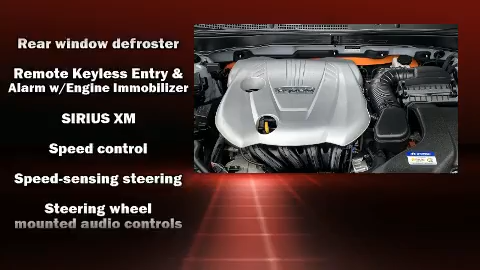 Rear window defroster
Remote Keyless Entry &
Alarm w/Engine Immobilizer
SIRIUS XM
Speed control
Speed-sensing steering
Steering wheel
mounted audio controls